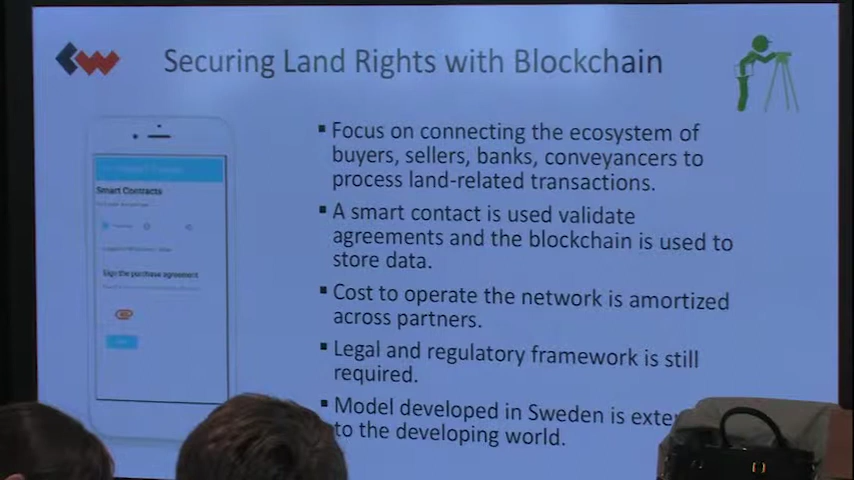 Securing Land Rights with Blockchain
▪ Focus on connecting the ecosystem of
buyers, sellers, banks, conveyancers to
process land-related transactions.
▪ A smart contact is used validate
agreements and the blockchain is used to
store data.
▪ Cost to operate the network is amortized
across partners.
▪ Legal and regulatory framework is still
required.
▪ Model developed in Sweden is
to the developing world.
Smart Contracts
Sign the purchase agreement